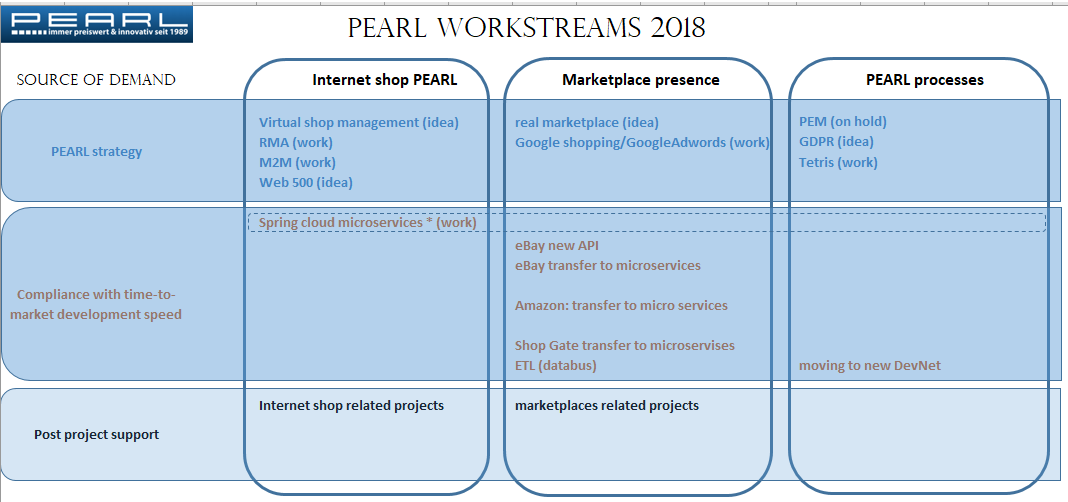 PEARL
immer preiswert & innovativ seit 1989
PEARL WORKSTREAMS 2018
SOURCE OF DEMAND
Internet shop PEARL
Marketplace presence
PEARL processes
PEARL strategy
Virtual shop management (idea)
RMA (work)
M2M (work)
Web 500 (idea)
real marketplace (idea)
Google shopping/GoogleAdwords (work)
PEM (on hold)
GDPR (idea)
Tetris (work)
Compliance with time-to-
market development speed
Spring cloud microservices * (work)
eBay new API
eBay transfer to microservices
Amazon: transfer to micro services
Shop Gate transfer to microservises
ETL (databus)
moving to new DevNet
Post project support
Internet shop related projects
marketplaces related projects